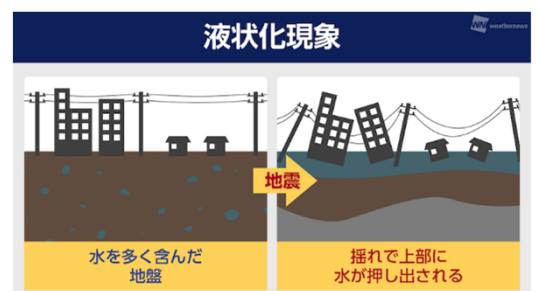 液状化現象
WNI weathernews
地震
水を多く含んだ
地盤
揺れで上部に
水が押し出される